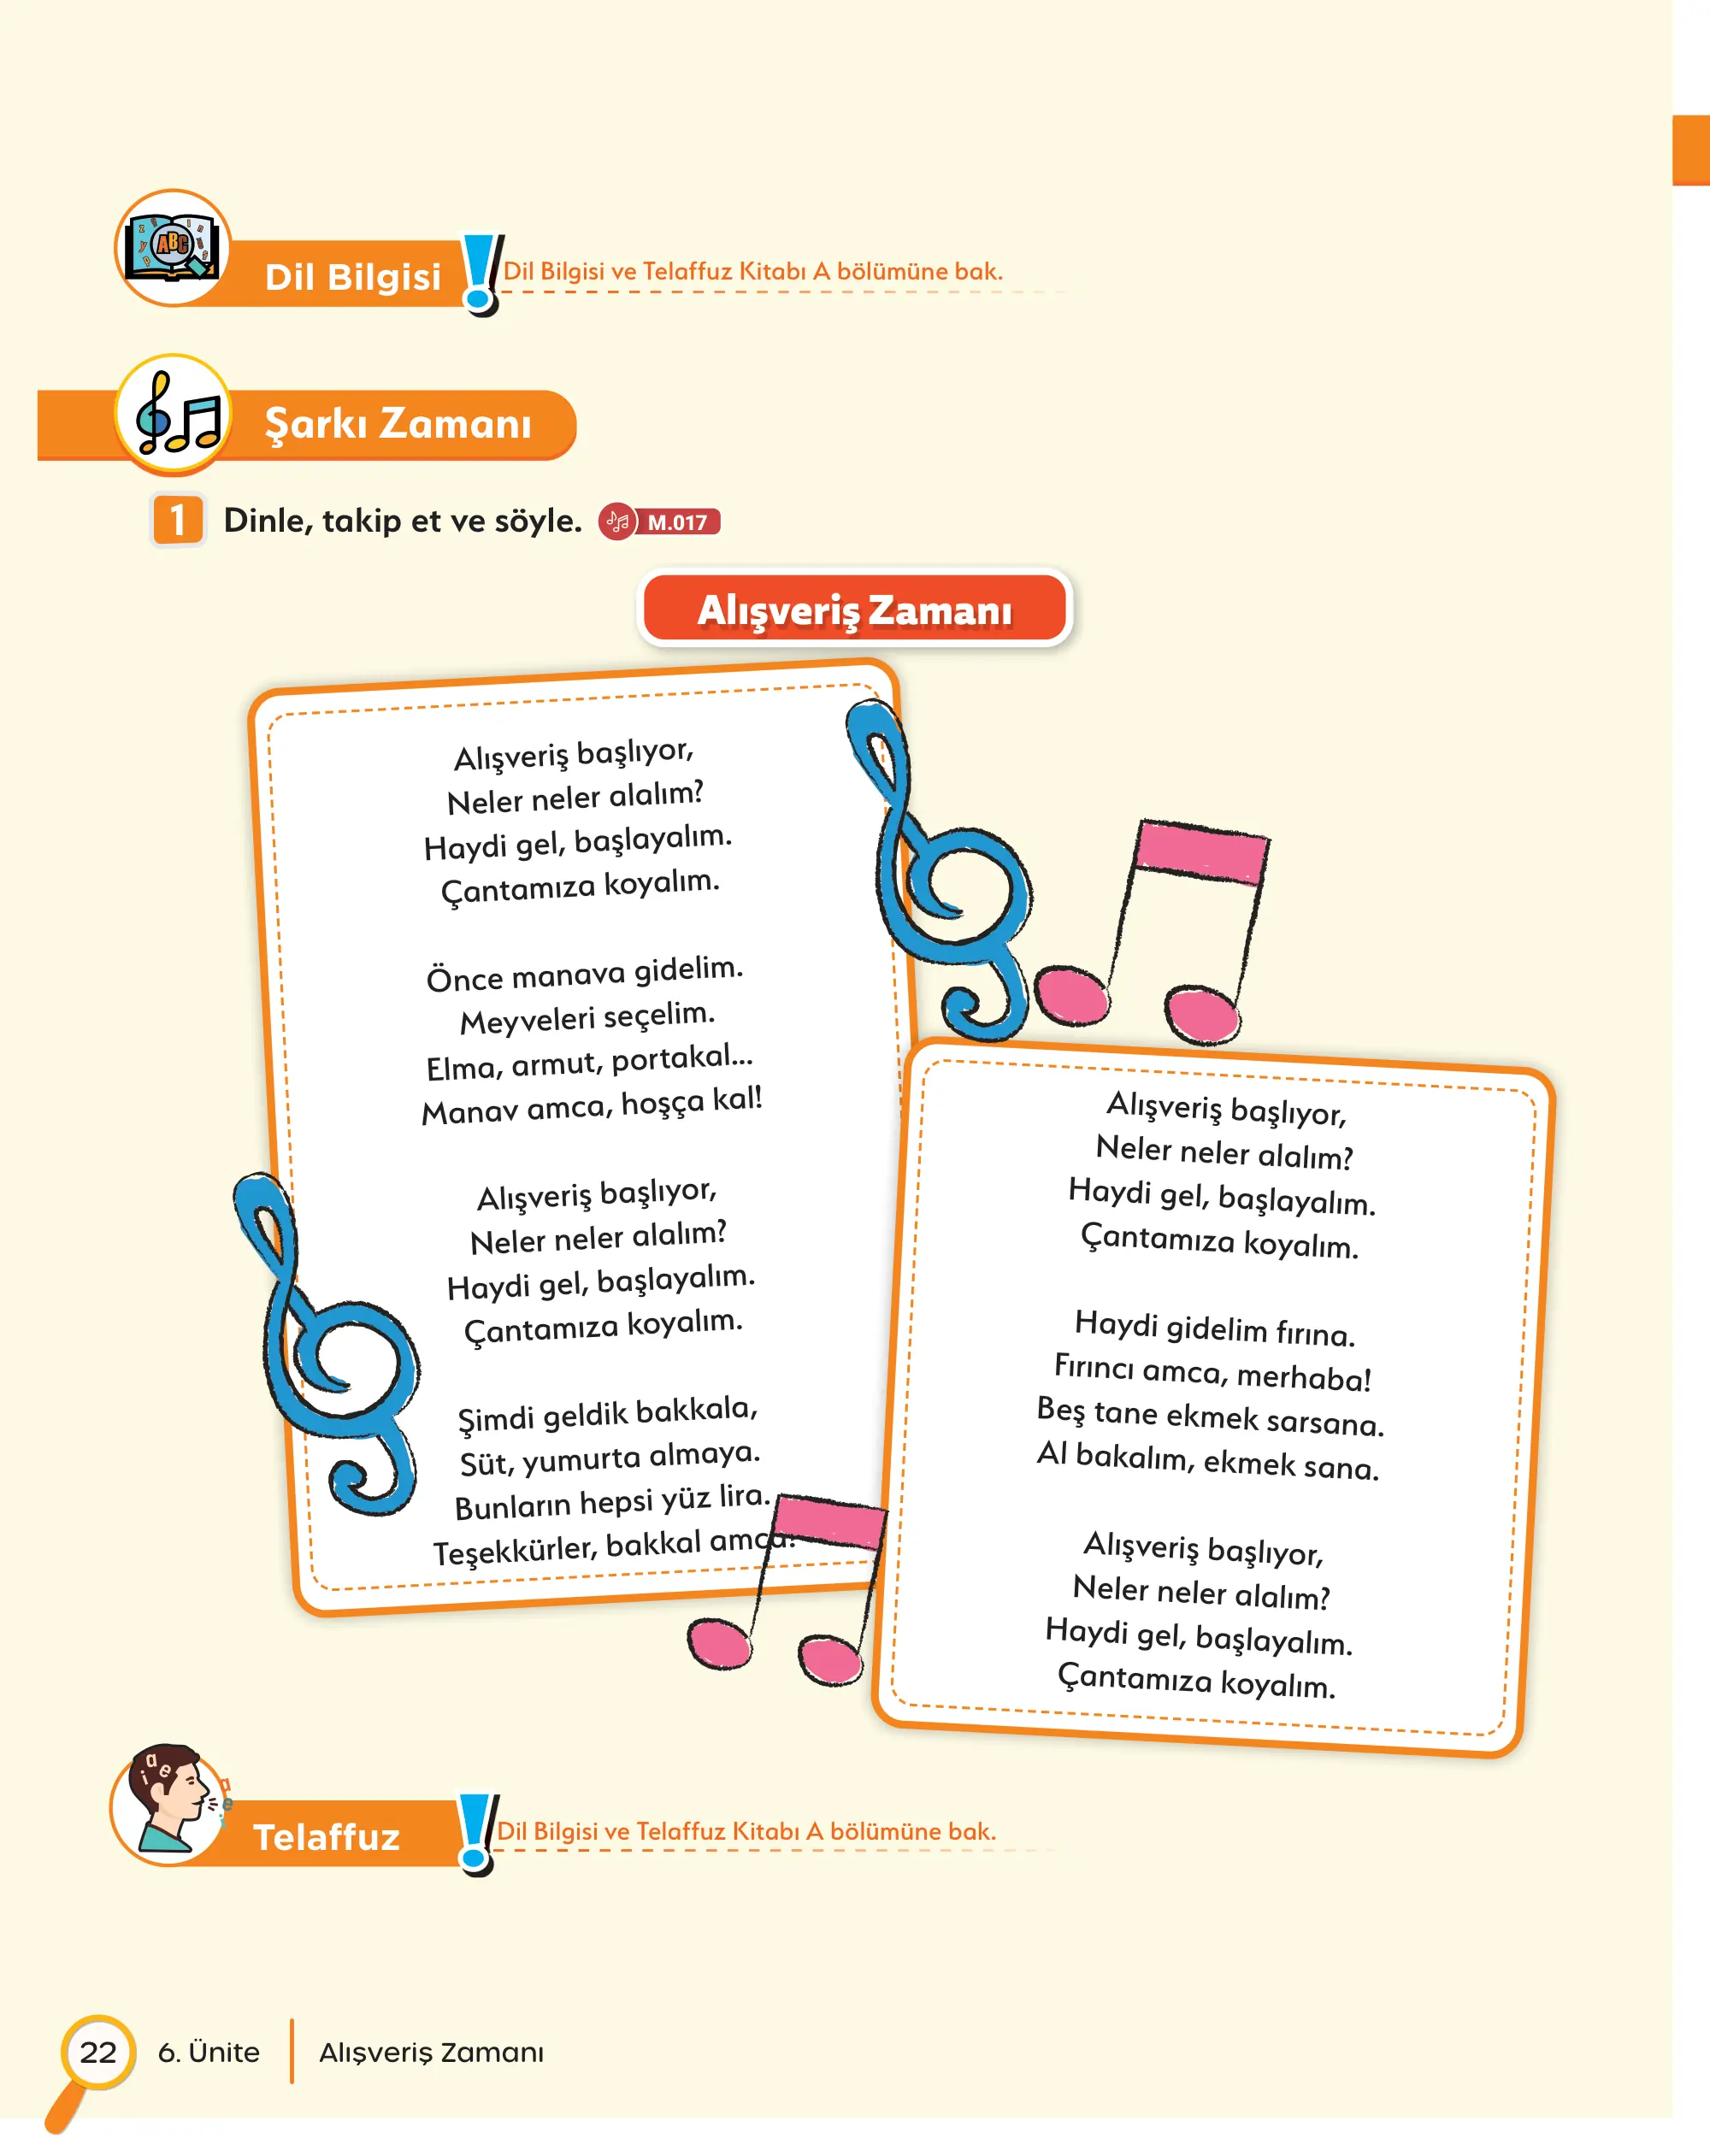 Dil Bilgisi
Dil Bilgisi ve Telaffuz Kitabı A bölümüne bak.
Şarkı Zamanı
1 Dinle, takip et ve söyle. M.017
Alışveriş Zamanı
Alışveriş başlıyor,
Neler neler alalım?
Haydi gel, başlayalım.
Çantamıza koyalım.
Önce manava gidelim.
Meyveleri seçelim.
Elma, armut, portakal...
Manav amca, hoşça kal!
Alışveriş başlıyor,
Neler neler alalım?
Haydi gel, başlayalım.
Çantamıza koyalım.
Şimdi geldik bakkala,
Süt, yumurta almaya.
Bunların hepsi yüz lira.
Teşekkürler, bakkal amca!
Alışveriş başlıyor,
Neler neler alalım?
Haydi gel, başlayalım.
Çantamıza koyalım.
Haydi gidelim fırına.
Fırıncı amca, merhaba!
Beş tane ekmek sarsana.
Al bakalım, ekmek sana.
Alışveriş başlıyor,
Neler neler alalım?
Haydi gel, başlayalım.
Çantamıza koyalım.
Telaffuz
Dil Bilgisi ve Telaffuz Kitabı A bölümüne bak.
22 6. Ünite Alışveriş Zamanı